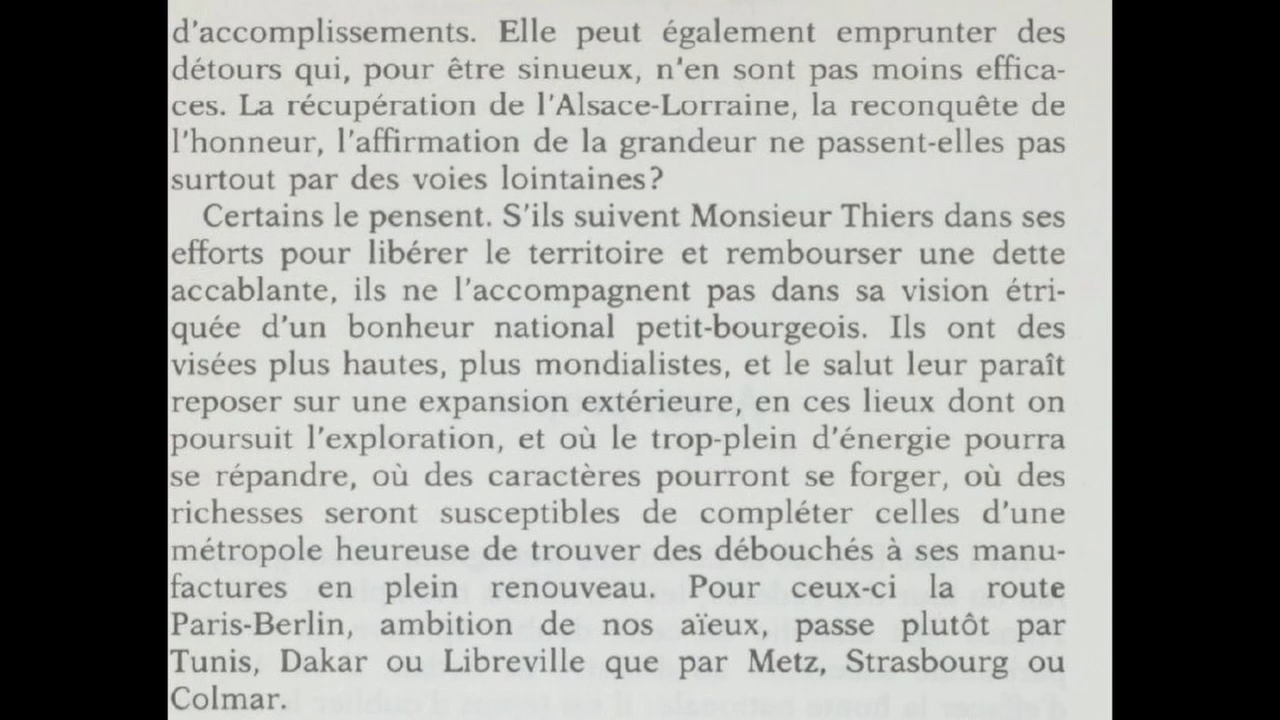 d'accomplissements. Elle peut également emprunter des
détours qui, pour être sinueux, n'en sont pas moins effica-
ces. La récupération de l'Alsace-Lorraine, la reconquête de
l'honneur, l'affirmation de la grandeur ne passent-elles pas
surtout par des voies lointaines?
Certains le pensent. S'ils suivent Monsieur Thiers dans ses
efforts pour libérer le territoire et rembourser une dette
accablante, ils ne l'accompagnent pas dans sa vision étri-
quée d'un bonheur national petit-bourgeois. Ils ont des
visées plus hautes, plus mondialistes, et le salut leur paraît
reposer sur une expansion extérieure, en ces lieux dont on
poursuit l'exploration, et où le trop-plein d'énergie pourra
se répandre, où des caractères pourront se forger, où des
richesses seront susceptibles de compléter celles d'une
métropole heureuse de trouver des débouchés à ses manu-
factures en plein renouveau. Pour ceux-ci la route
Paris-Berlin, ambition de nos aïeux, passe plutôt par
Tunis, Dakar ou Libreville que par Metz, Strasbourg ou
Colmar.